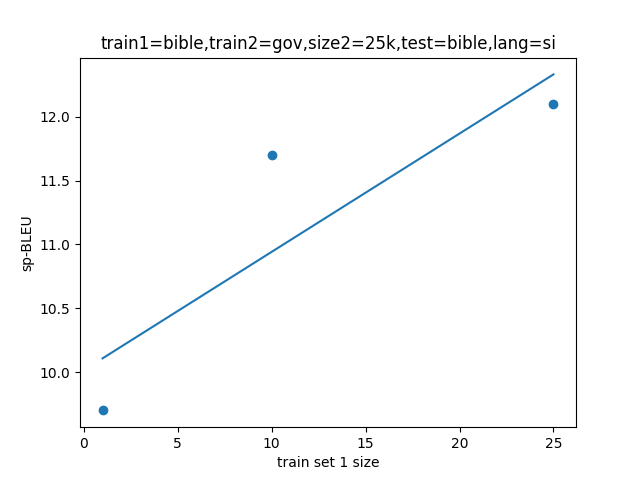 train1=bible,train2=gov,size2=25k,test=bible,lang=si
12.0
11.5
11.0
10.5
10.0
sp-BLEU
0 5 10 15 20 25
train set 1 size